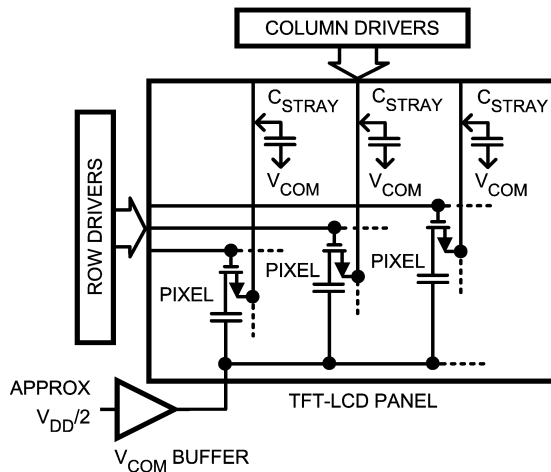 COLUMN DRIVERS
C_STRAY C_STRAY C_STRAY
V_COM V_COM V_COM
ROW DRIVERS
PIXEL PIXEL PIXEL
APPROX
V_DD/2
TFT-LCD PANEL
V_COM BUFFER